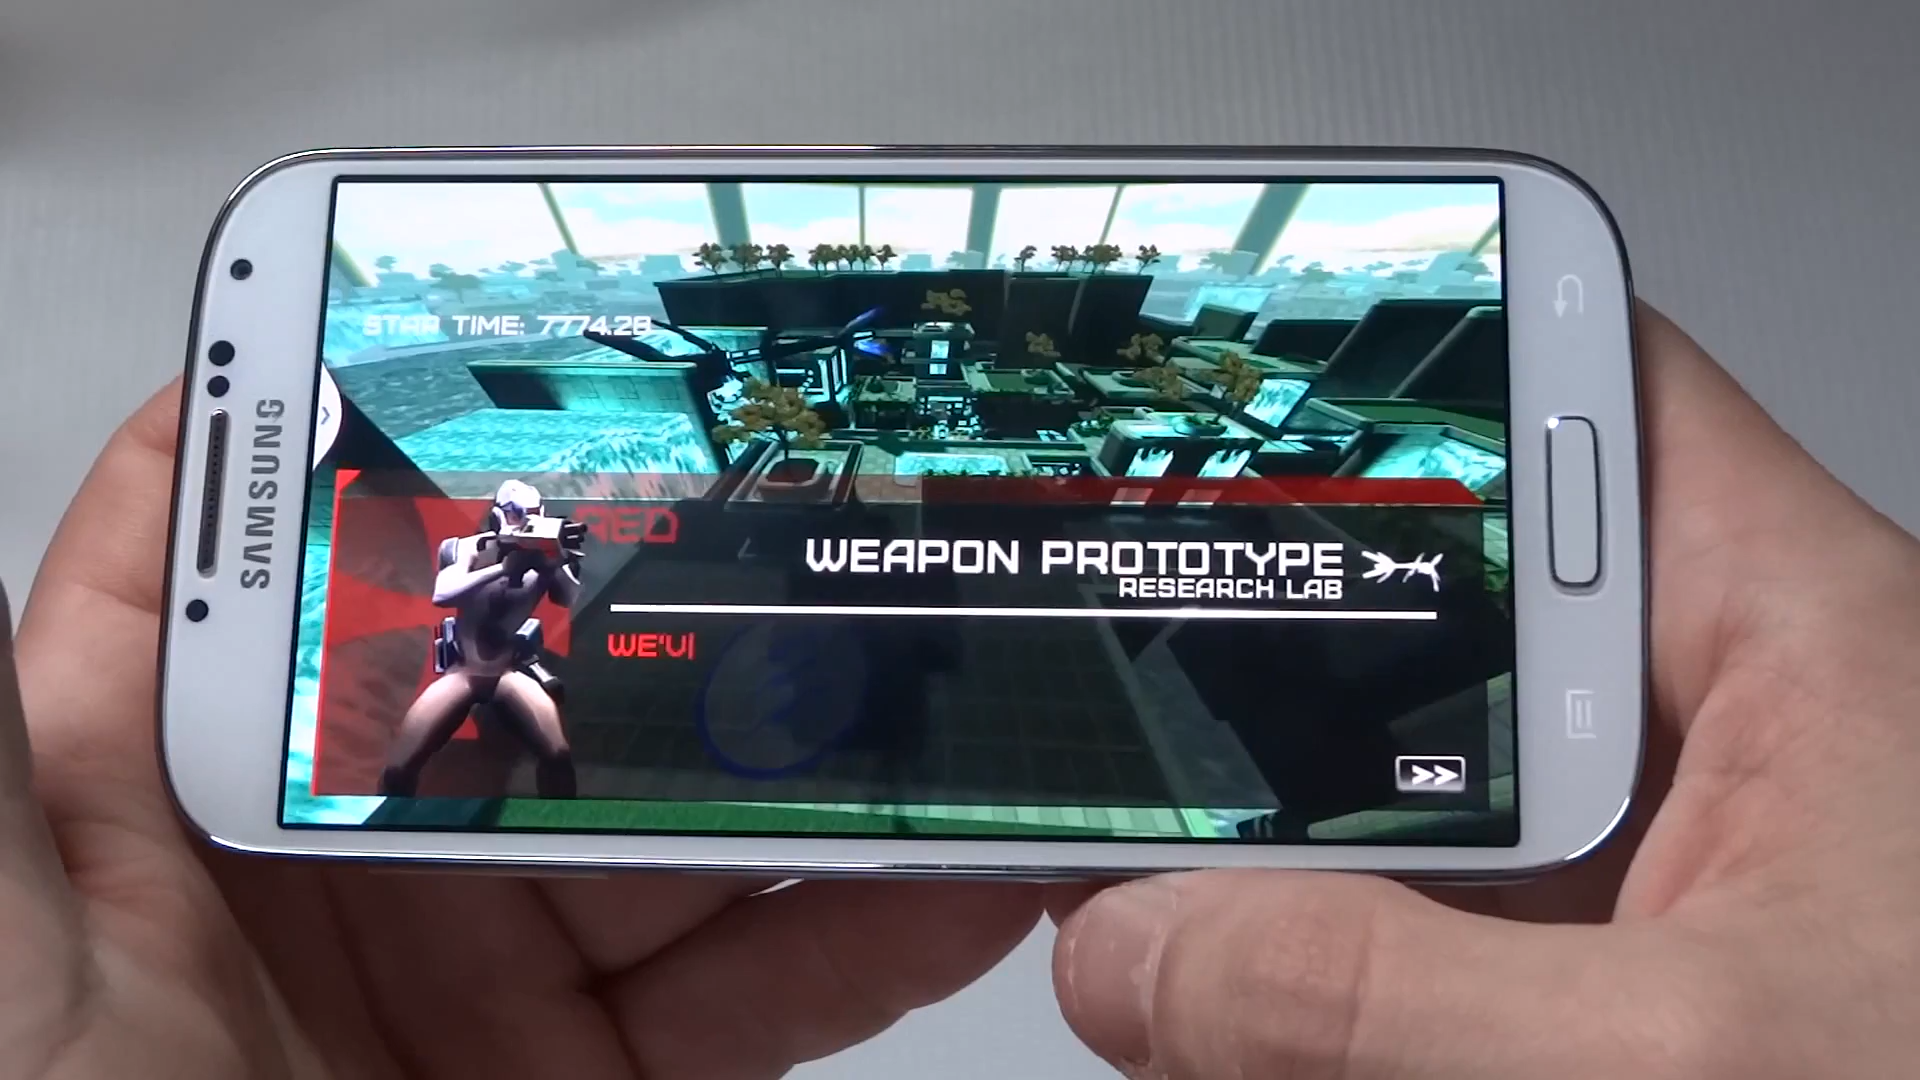 SAMSUNG
STAR TIME: 7774.28
RED
WEAPON PROTOTYPE
RESEARCH LAB
WE'V
>>